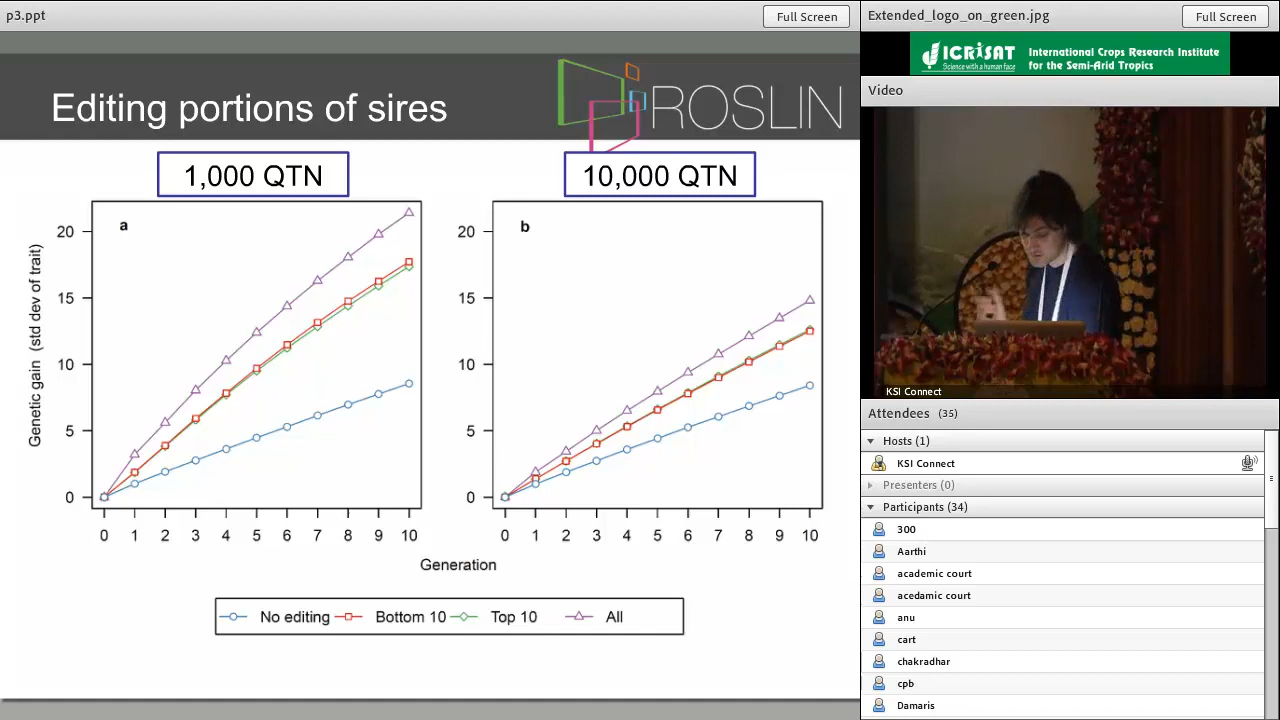 p3.ppt
Full Screen
Editing portions of sires
ROSLIN
1,000 QTN
10,000 QTN
a
20
15
10
5
0
0 1 2 3 4 5 6 7 8 9 10
Genetic gain (std dev of trait)
b
20
15
10
5
0
0 1 2 3 4 5 6 7 8 9 10
Generation
No editing
Bottom 10
Top 10
All
Extended_logo_on_green.jpg
Full Screen
ICRISAT
Science with a human face
International Crops Research Institute
for the Semi-Arid Tropics
Video
KSI Connect
Attendees (35)
Hosts (1)
KSI Connect
Presenters (0)
Participants (34)
300
Aarthi
academic court
acedamic court
anu
cart
chakradhar
cpb
Damaris